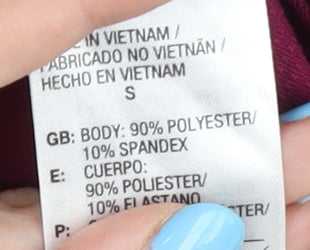 IN VIETNAM/
FABRICADO NO VIETNÃN/
HECHO EN VIETNAM
S
GB: BODY: 90% POLYESTER/
10% SPANDEX
E: CUERPO:
90% POLIESTER/
10% ELASTANO
P: STER/